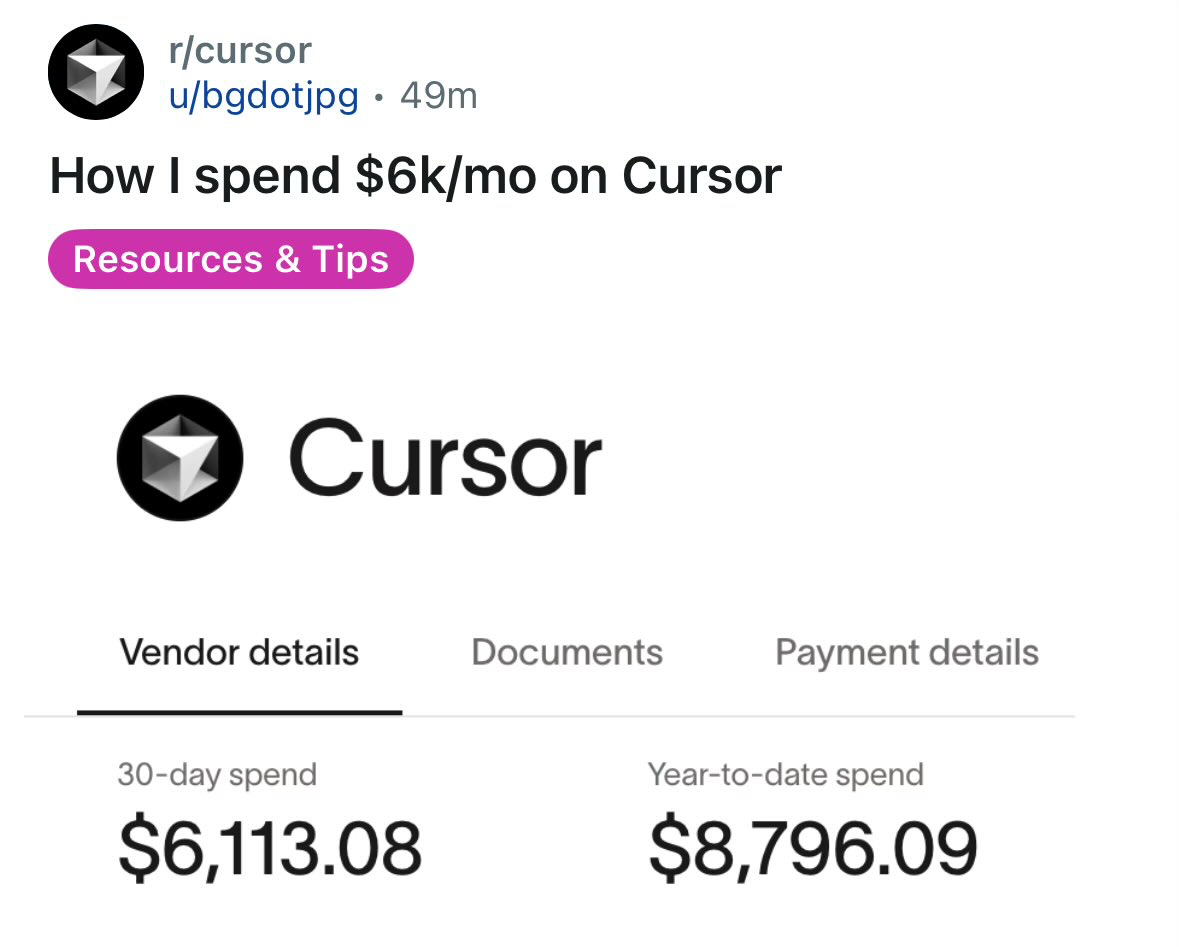 r/cursor
u/bgdotjpg • 49m
How I spend $6k/mo on Cursor
Resources & Tips
Cursor
Vendor details Documents Payment details
30-day spend Year-to-date spend
$6,113.08 $8,796.09